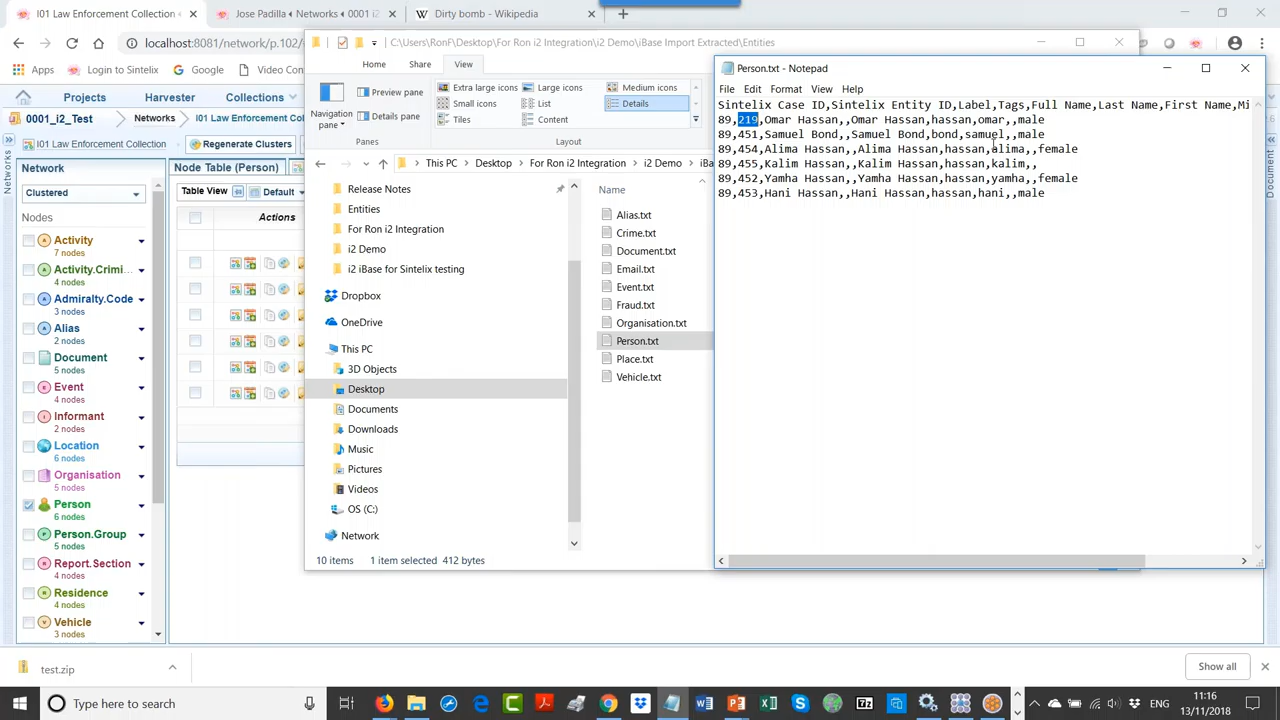 I01 Law Enforcement Collection
Jose Padilla
Networks
0001 i2
Dirty bomb - Wikipedia
localhost:8081/network/p.102/
Apps
Login to Sintelix
Google
Video Con
Projects
Harvester
Collections
0001_i2_Test
Networks
I01 Law Enforcement Co
I01 Law Enforcement Collection
Regenerate Clusters
Networks
Network
Clustered
Nodes
Activity
7 nodes
Activity.Crimi...
4 nodes
Admiralty.Code
6 nodes
Alias
2 nodes
Document
5 nodes
Event
4 nodes
Informant
2 nodes
Location
6 nodes
Organisation
5 nodes
Person
6 nodes
Person.Group
5 nodes
Report.Section
4 nodes
Residence
4 nodes
Vehicle
3 nodes
Node Table (Person)
Table View
Default
Actions
C:\Users\RonF\Desktop\For Ron i2 Integration\i2 Demo\iBase Import Extracted\Entities
Home
Share
View
Navigation pane
Preview pane
Details pane
Panes
Extra large icons
Large icons
Medium icons
Small icons
List
Details
Tiles
Content
Layout
This PC
Desktop
For Ron i2 Integration
i2 Demo
iBa
Release Notes
Entities
For Ron i2 Integration
i2 Demo
i2 iBase for Sintelix testing
Dropbox
OneDrive
This PC
3D Objects
Desktop
Documents
Downloads
Music
Pictures
Videos
OS (C:)
Network
Name
Alias.txt
Crime.txt
Document.txt
Email.txt
Event.txt
Fraud.txt
Organisation.txt
Person.txt
Place.txt
Vehicle.txt
10 items
1 item selected
412 bytes
Person.txt - Notepad
File
Edit
Format
View
Help
Sintelix Case ID,Sintelix Entity ID,Label,Tags,Full Name,Last Name,First Name,Mi
89,219,Omar Hassan,,Omar Hassan,hassan,omar,,male
89,451,Samuel Bond,,Samuel Bond,bond,samuel,,male
89,454,Alima Hassan,,Alima Hassan,hassan,alima,,female
89,455,Kalim Hassan,,Kalim Hassan,hassan,kalim,,
89,452,Yamha Hassan,,Yamha Hassan,hassan,yamha,,female
89,453,Hani Hassan,,Hani Hassan,hassan,hani,,male
Document
test.zip
Show all
Type here to search
ENG
11:16
13/11/2018